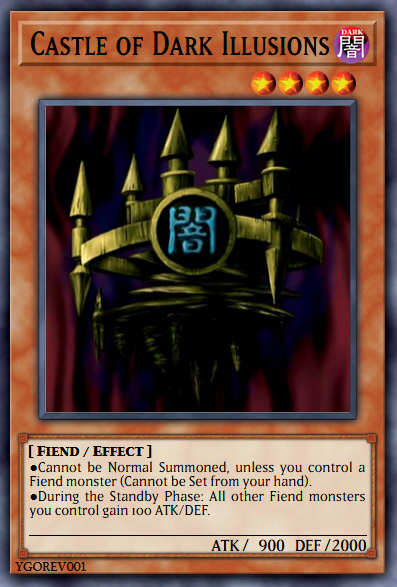 CASTLE OF DARK ILLUSIONS
DARK
闇
闇
[ FIEND / EFFECT ]
●Cannot be Normal Summoned, unless you control a
Fiend monster (Cannot be Set from your hand).
●During the Standby Phase: All other Fiend monsters
you control gain 100 ATK/DEF.
ATK / 900 DEF / 2000
YGOREV001